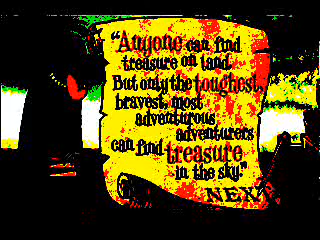 "Anyone can find
treasure on land.
But only the toughest,
bravest, most
adventurous
adventurers
can find treasure
in the sky."
NEXT